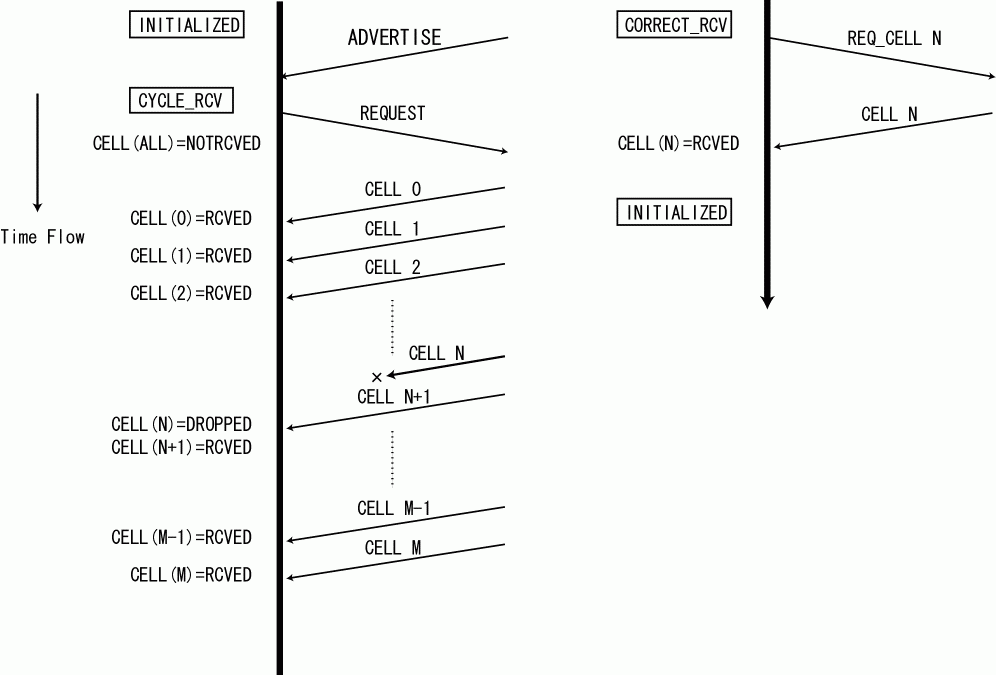 INITIALIZED
ADVERTISE
CYCLE_RCV
REQUEST
CELL(ALL)=NOTRCVED
Time Flow
CELL 0
CELL(0)=RCVED
CELL 1
CELL(1)=RCVED
CELL 2
CELL(2)=RCVED
CELL N
×
CELL N+1
CELL(N)=DROPPED
CELL(N+1)=RCVED
CELL M-1
CELL(M-1)=RCVED
CELL M
CELL(M)=RCVED
CORRECT_RCV
REQ_CELL N
CELL N
CELL(N)=RCVED
INITIALIZED